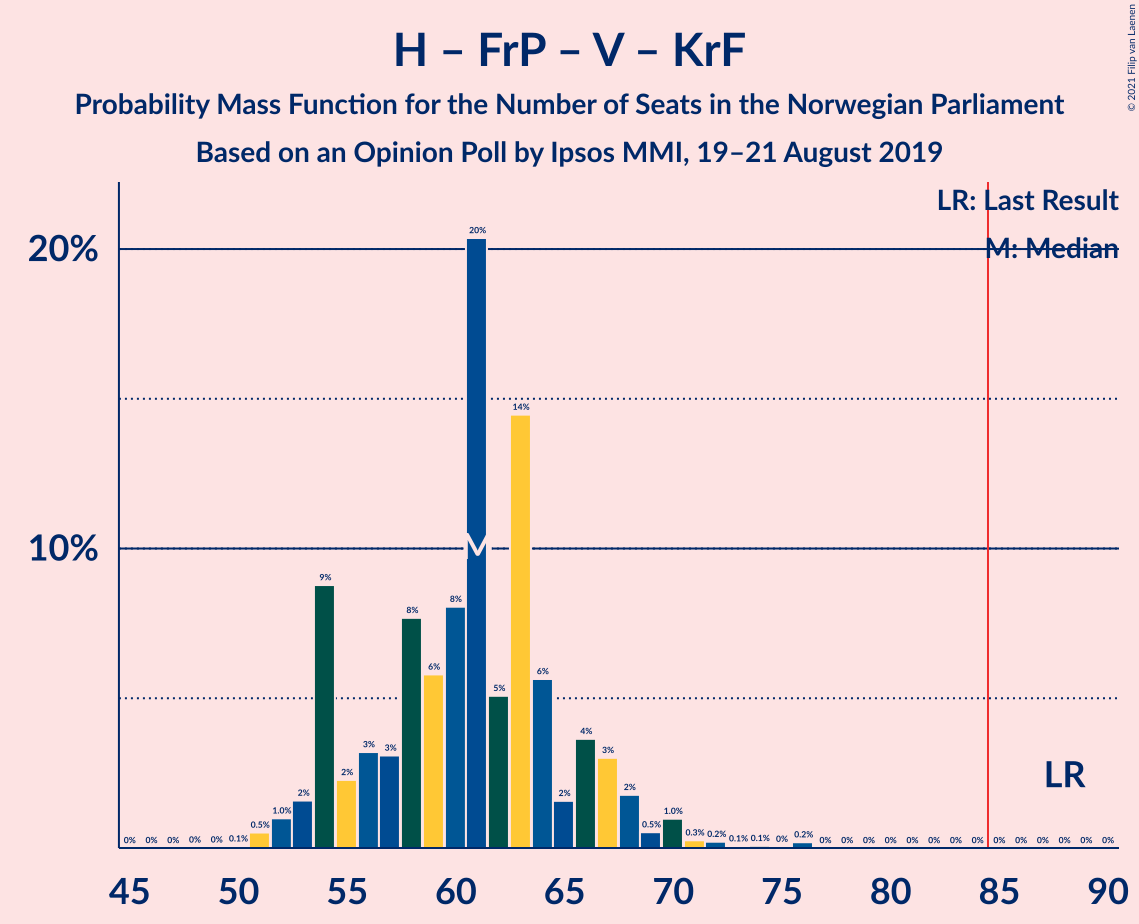 H – FrP – V – KrF
Probability Mass Function for the Number of Seats in the Norwegian Parliament
Based on an Opinion Poll by Ipsos MMI, 19–21 August 2019
© 2021 Filip van Laenen
LR: Last Result
M: Median
20%
10%
0% 0% 0% 0% 0% 0.1% 0.5% 1.0% 2% 9% 2% 3% 3% 8% 6% 8% 20% 5% 14% 6% 2% 4% 3% 2% 0.5% 1.0% 0.3% 0.2% 0.1% 0.1% 0% 0.2% 0% 0% 0% 0% 0% 0% 0% 0% 0% 0% 0% 0% 0% 0%
M
LR
45 50 55 60 65 70 75 80 85 90